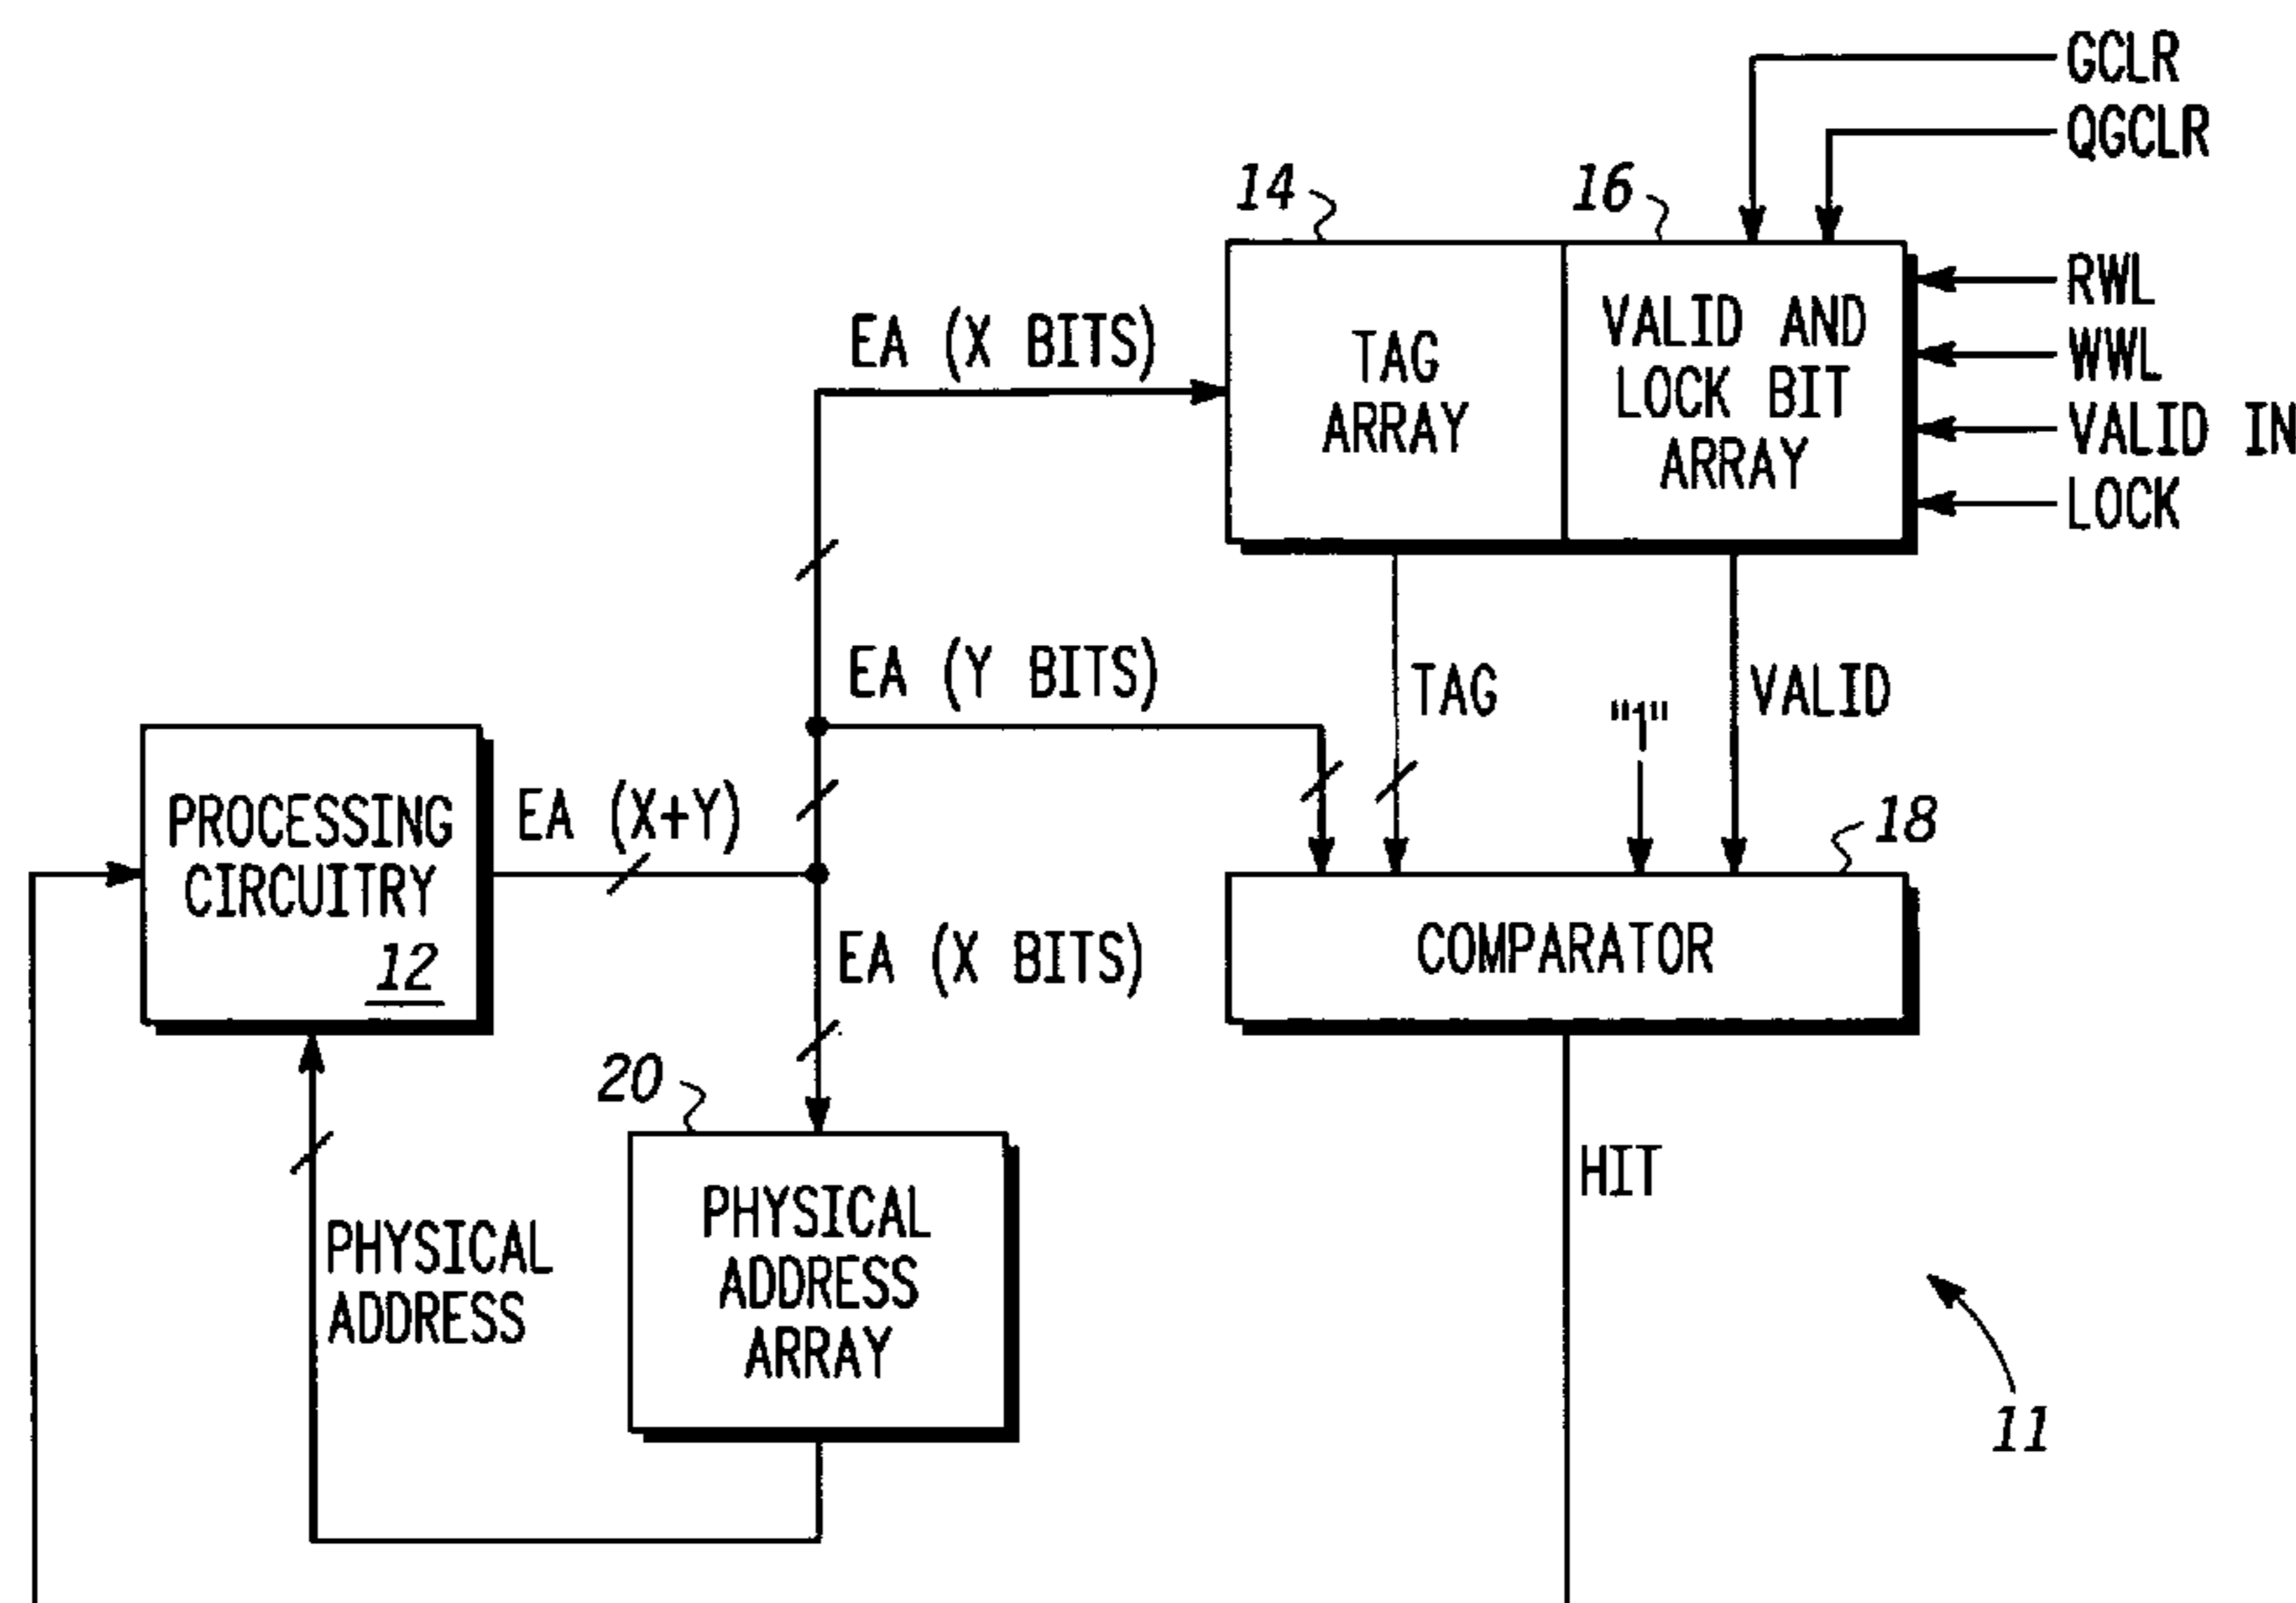 GCLR
QGCLR
14
16
RWL
WWL
VALID IN
LOCK
EA (X BITS)
TAG
ARRAY
VALID AND
LOCK BIT
ARRAY
EA (Y BITS)
TAG
"1"
VALID
PROCESSING
CIRCUITRY
12
EA (X+Y)
18
COMPARATOR
EA (X BITS)
20
PHYSICAL
ADDRESS
ARRAY
PHYSICAL
ADDRESS
HIT
11